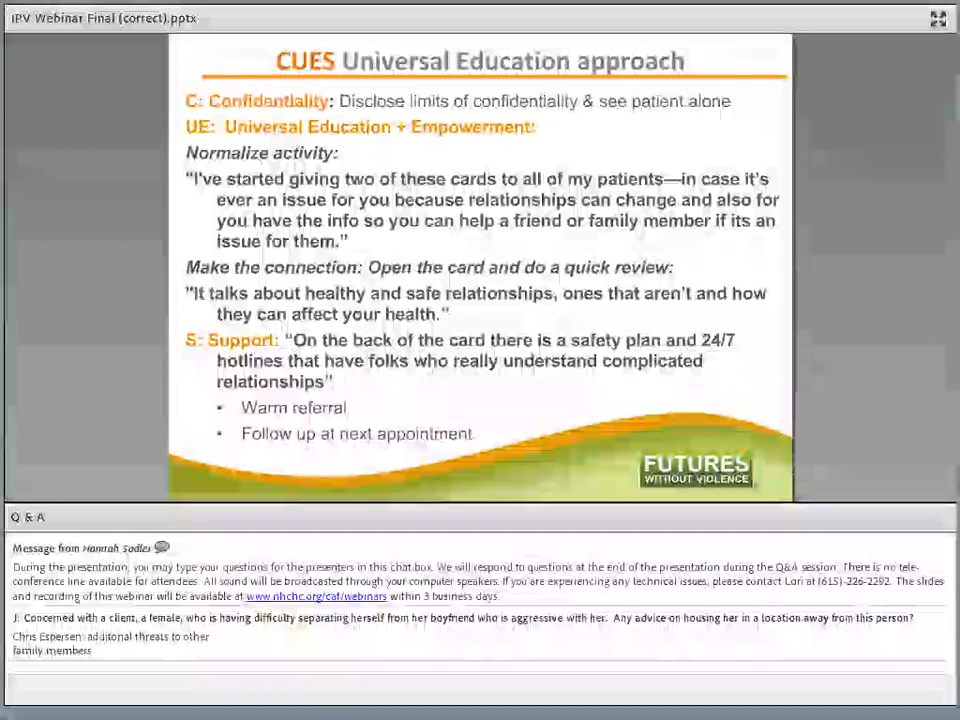 IPV Webinar Final (correct).pptx
CUES Universal Education approach
C: Confidentiality: Disclose limits of confidentiality & see patient alone
UE: Universal Education + Empowerment:
Normalize activity:
"I've started giving two of these cards to all of my patients—in case it's
ever an issue for you because relationships can change and also for
you have the info so you can help a friend or family member if its an
issue for them."
Make the connection: Open the card and do a quick review:
"It talks about healthy and safe relationships, ones that aren't and how
they can affect your health."
S: Support: "On the back of the card there is a safety plan and 24/7
hotlines that have folks who really understand complicated
relationships"
• Warm referral
• Follow up at next appointment
FUTURES
WITHOUT VIOLENCE
Q & A
Message from Hannah Sadler
During the presentation, you may type your questions for the presenters in this chat box. We will respond to questions at the end of the presentation during the Q&A session. There is no tele-
conference line available for attendees. All sound will be broadcasted through your computer speakers. If you are experiencing any technical issues, please contact Lori at (615)-226-2292. The slides
and recording of this webinar will be available at www.nhchc.org/caf/webinars within 3 business days.
J: Concerned with a client, a female, who is having difficulty separating herself from her boyfriend who is aggressive with her. Any advice on housing her in a location away from this person?
Chris Espersen: additional threats to other
family members